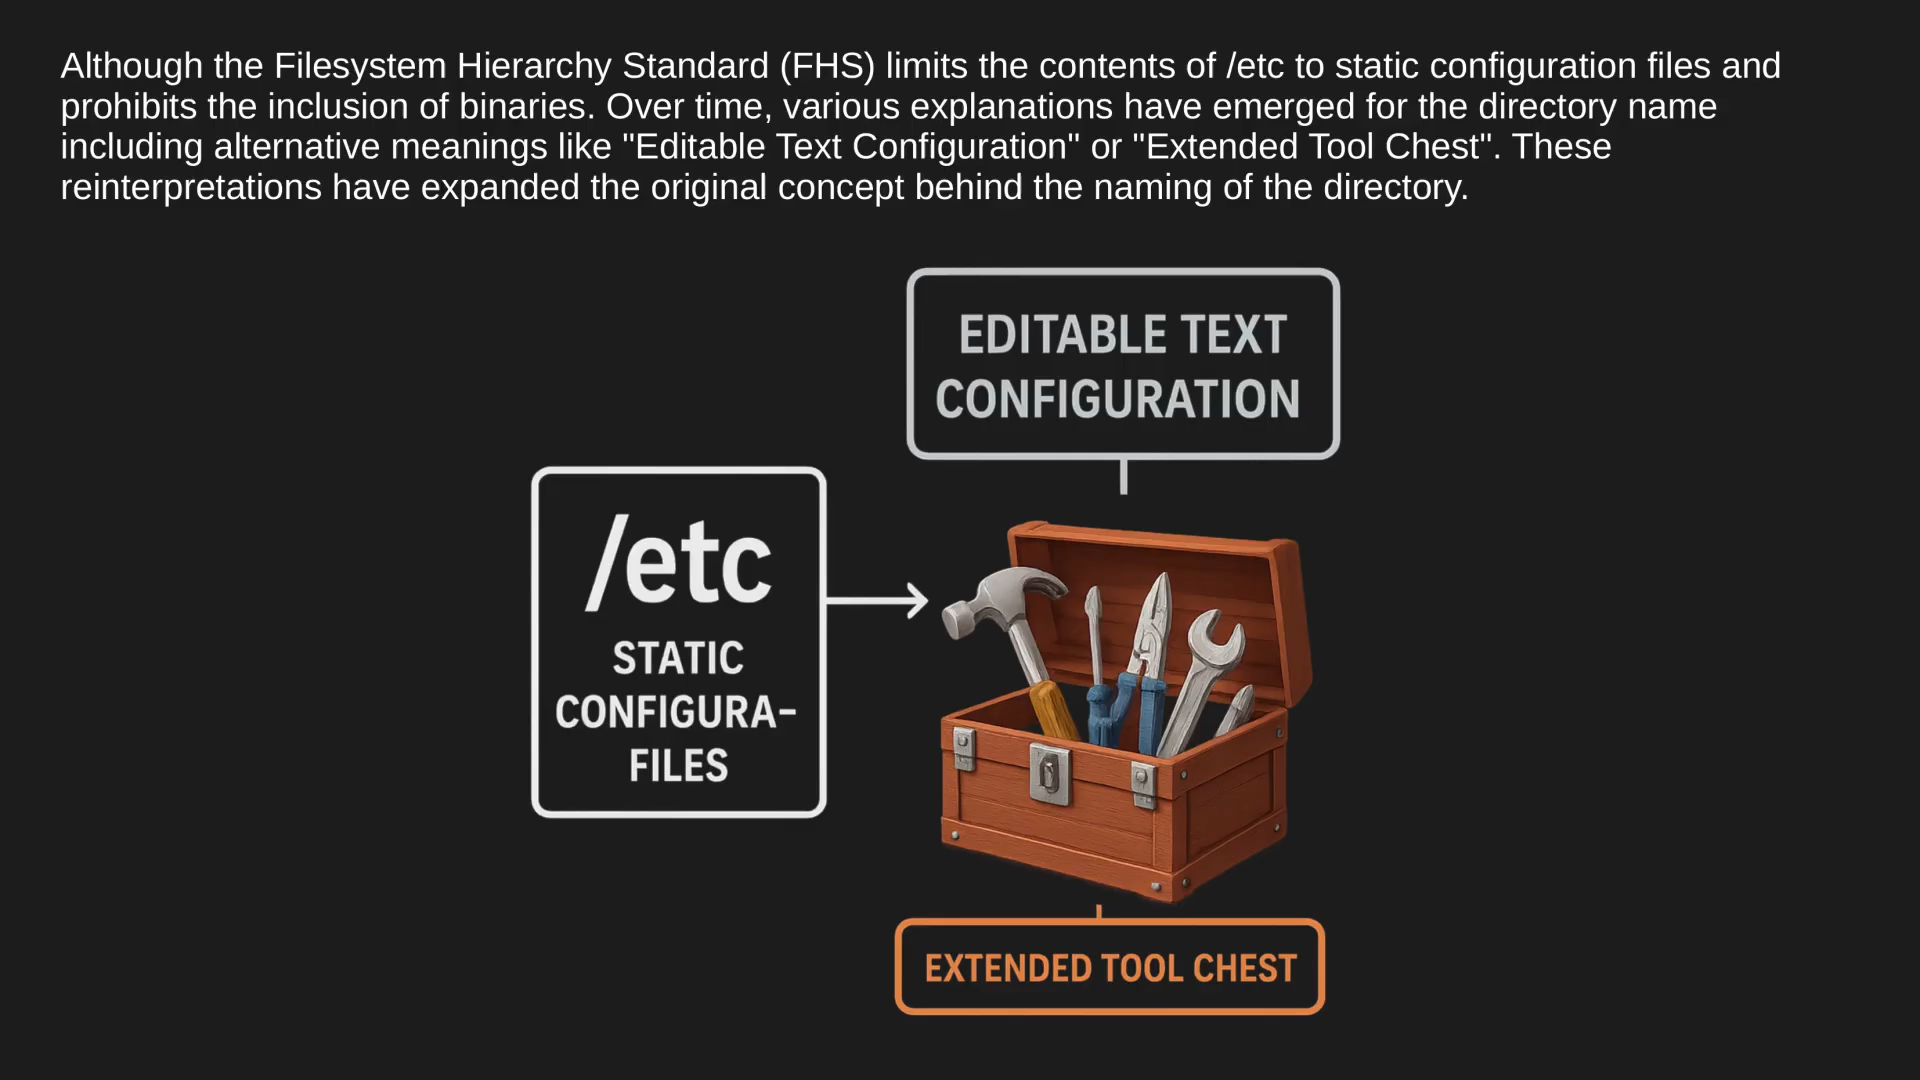 Although the Filesystem Hierarchy Standard (FHS) limits the contents of /etc to static configuration files and
prohibits the inclusion of binaries. Over time, various explanations have emerged for the directory name
including alternative meanings like "Editable Text Configuration" or "Extended Tool Chest". These
reinterpretations have expanded the original concept behind the naming of the directory.
EDITABLE TEXT
CONFIGURATION
/etc
STATIC
CONFIGURA-
FILES
EXTENDED TOOL CHEST